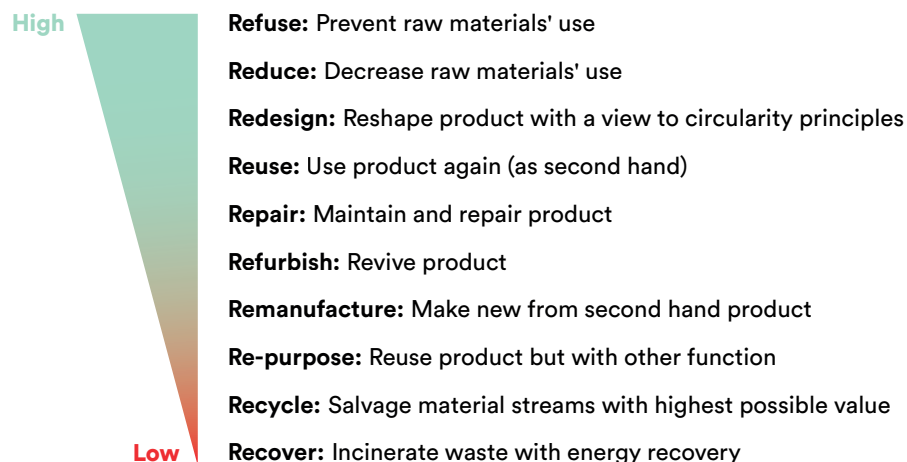 High
Refuse: Prevent raw materials' use
Reduce: Decrease raw materials' use
Redesign: Reshape product with a view to circularity principles
Reuse: Use product again (as second hand)
Repair: Maintain and repair product
Refurbish: Revive product
Remanufacture: Make new from second hand product
Re-purpose: Reuse product but with other function
Recycle: Salvage material streams with highest possible value
Low
Recover: Incinerate waste with energy recovery